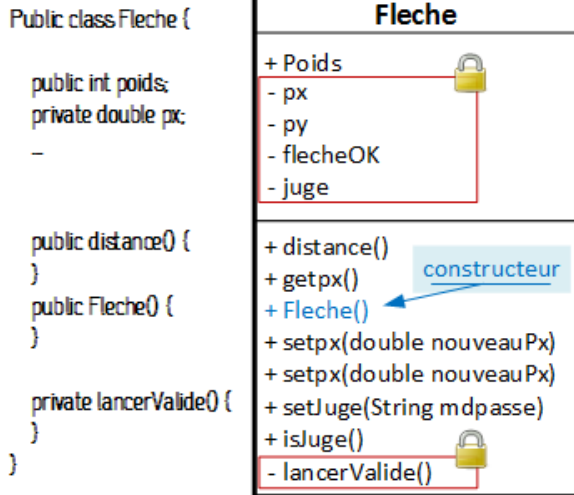 Public class Fleche {
public int poids;
private double px;
_
public distance() {
}
public Fleche() {
}
private lancerValide() {
}
}
Fleche
+ Poids
- px
- py
- flecheOK
- juge
+ distance()
+ getpx()
constructeur
+ Fleche()
+ setpx(double nouveauPx)
+ setpx(double nouveauPx)
+ setJuge(String mdpasse)
+ isJuge()
- lancerValide()